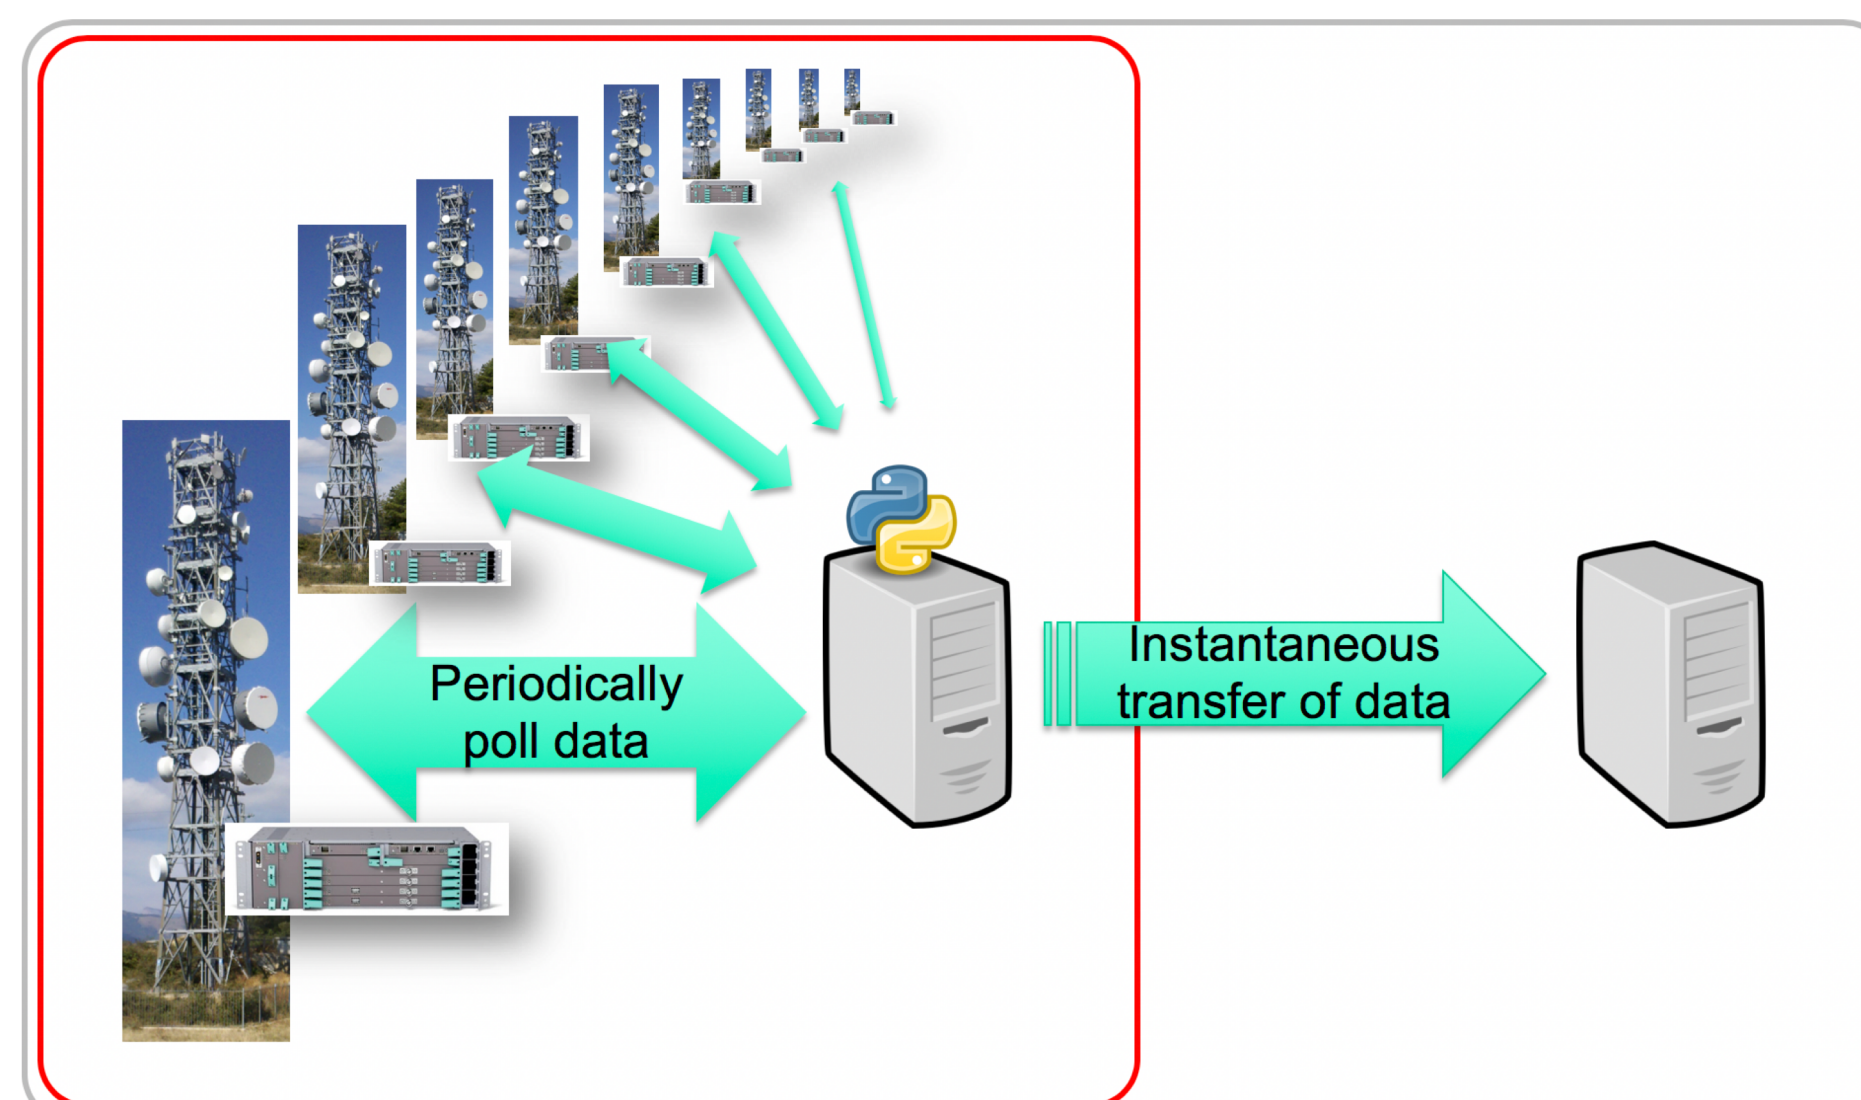 Periodically
poll data
Instantaneous
transfer of data